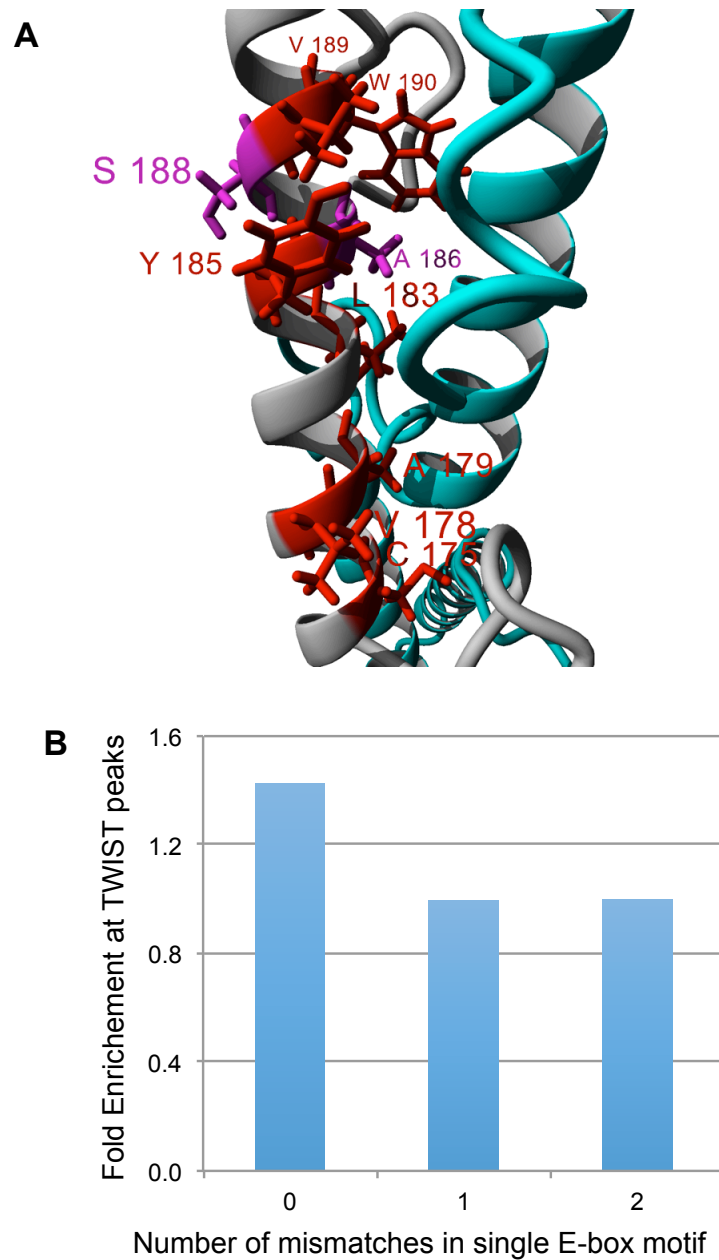 A
V 189
W 190
S 188
Y 185
A 186
L 183
A 179
V 178
C 175
B
Fold Enrichement at TWIST peaks
1.6
1.2
0.8
0.4
0.0
0 1 2
Number of mismatches in single E-box motif